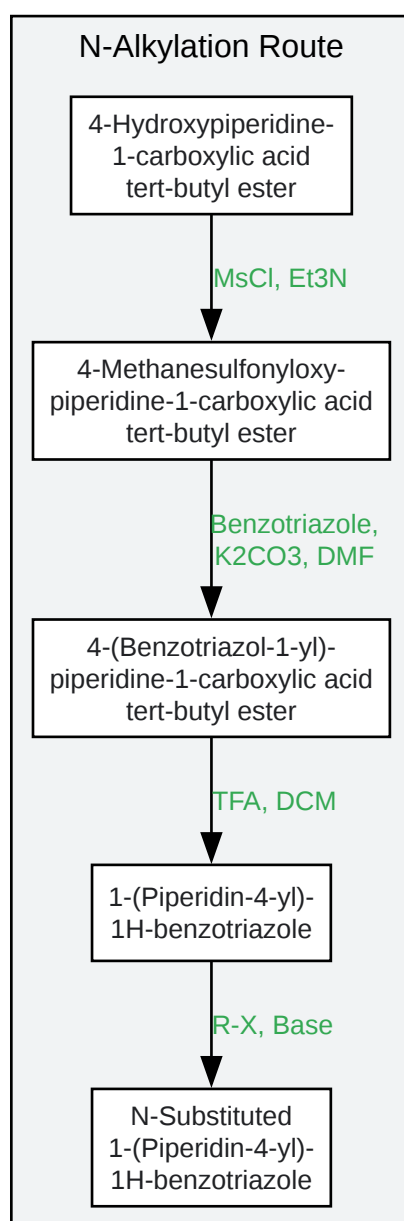 N-Alkylation Route
4-Hydroxypiperidine-
1-carboxylic acid
tert-butyl ester
MsCl, Et3N
4-Methanesulfonyloxy-
piperidine-1-carboxylic acid
tert-butyl ester
Benzotriazole,
K2CO3, DMF
4-(Benzotriazol-1-yl)-
piperidine-1-carboxylic acid
tert-butyl ester
TFA, DCM
1-(Piperidin-4-yl)-
1H-benzotriazole
R-X, Base
N-Substituted
1-(Piperidin-4-yl)-
1H-benzotriazole